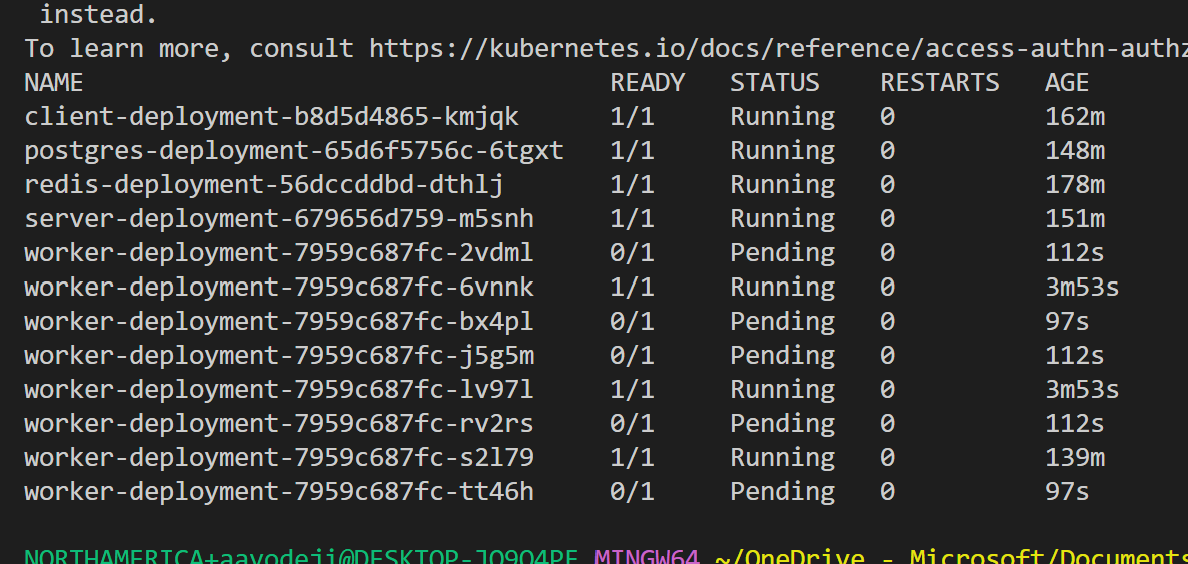 instead.
To learn more, consult https://kubernetes.io/docs/reference/access-authn-authz
NAME READY STATUS RESTARTS AGE
client-deployment-b8d5d4865-kmjqk 1/1 Running 0 162m
postgres-deployment-65d6f5756c-6tgxt 1/1 Running 0 148m
redis-deployment-56dccddbd-dthlj 1/1 Running 0 178m
server-deployment-679656d759-m5snh 1/1 Running 0 151m
worker-deployment-7959c687fc-2vdml 0/1 Pending 0 112s
worker-deployment-7959c687fc-6vnnk 1/1 Running 0 3m53s
worker-deployment-7959c687fc-bx4pl 0/1 Pending 0 97s
worker-deployment-7959c687fc-j5g5m 0/1 Pending 0 112s
worker-deployment-7959c687fc-lv97l 1/1 Running 0 3m53s
worker-deployment-7959c687fc-rv2rs 0/1 Pending 0 112s
worker-deployment-7959c687fc-s2l79 1/1 Running 0 139m
worker-deployment-7959c687fc-tt46h 0/1 Pending 0 97s
MINGW64 ~/OneDrive - Microsoft/Documents